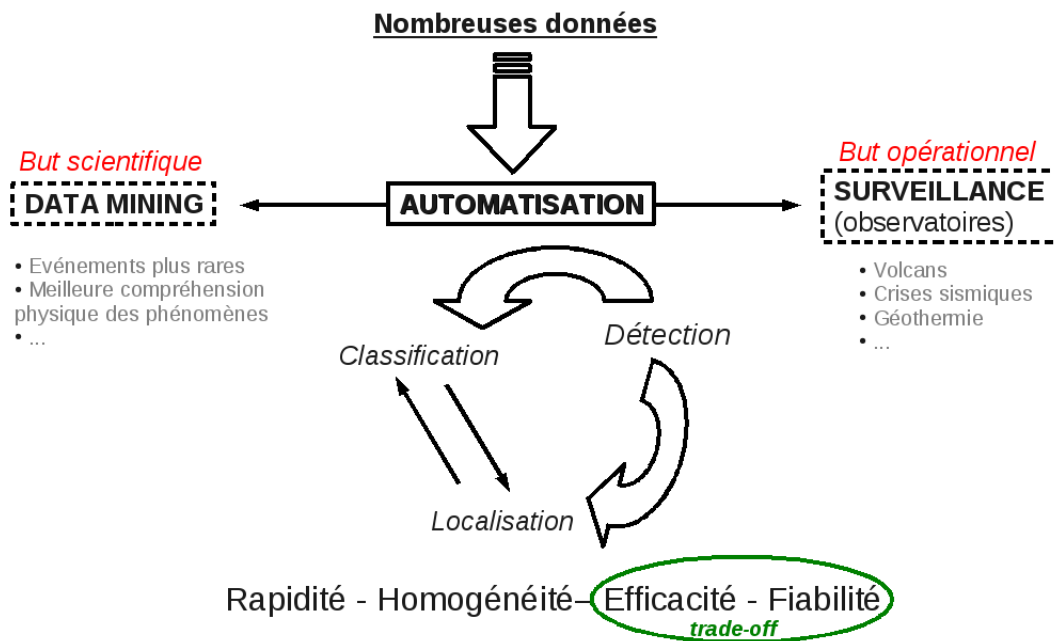 Nombreuses données
But scientifique
DATA MINING
AUTOMATISATION
But opérationnel
SURVEILLANCE
(observatoires)
• Evénements plus rares
• Meilleure compréhension
physique des phénomènes
• ...
• Volcans
• Crises sismiques
• Géothermie
• ...
Classification
Détection
Localisation
Rapidité - Homogénéité– Efficacité - Fiabilité
trade-off